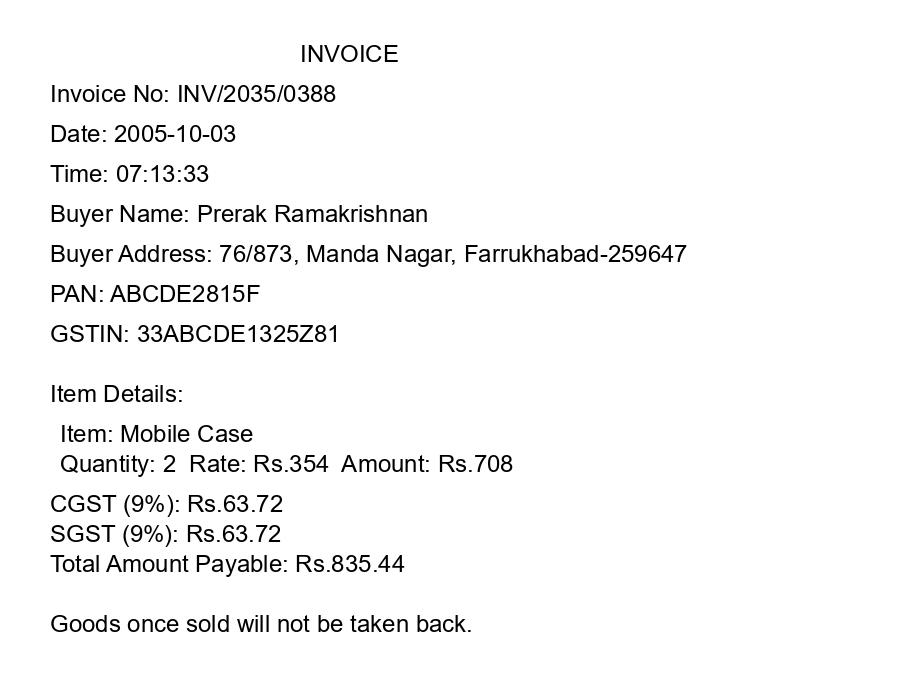 INVOICE
Invoice No: INV/2035/0388
Date: 2005-10-03
Time: 07:13:33
Buyer Name: Prerak Ramakrishnan
Buyer Address: 76/873, Manda Nagar, Farrukhabad-259647
PAN: ABCDE2815F
GSTIN: 33ABCDE1325Z81
Item Details:
Item: Mobile Case
Quantity: 2  Rate: Rs.354  Amount: Rs.708
CGST (9%): Rs.63.72
SGST (9%): Rs.63.72
Total Amount Payable: Rs.835.44
Goods once sold will not be taken back.